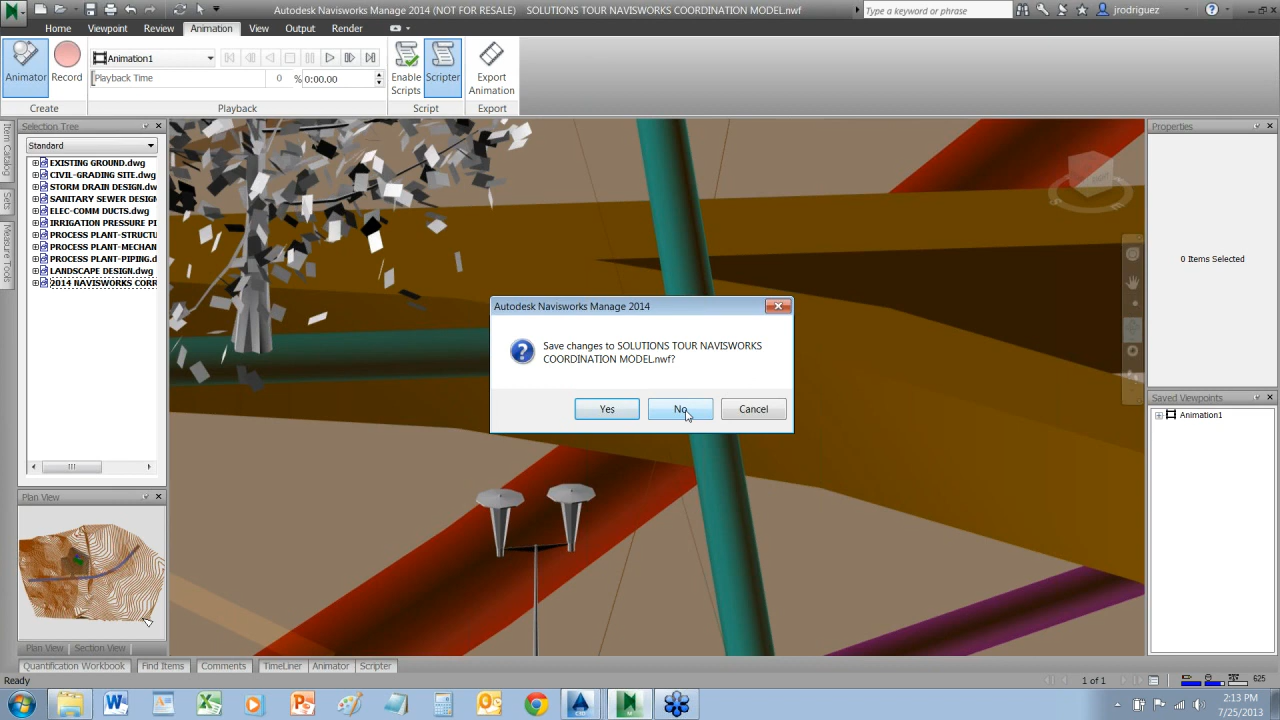 Autodesk Navisworks Manage 2014 (NOT FOR RESALE) SOLUTIONS TOUR NAVISWORKS COORDINATION MODEL.nwf
Type a keyword or phrase
jrodriguez
Home Viewpoint Review Animation View Output Render
Animator
Record
Animation1
Playback Time 0 % 0:00.00
Enable Scripts
Scripter
Export Animation
Create Playback Script Export
Item Catalog
Sets
Measure Tools
Selection Tree
Standard
EXISTING GROUND.dwg
CIVIL-GRADING SITE.dwg
STORM DRAIN DESIGN.dw
SANITARY SEWER DESIGN
ELEC-COMM DUCTS.dwg
IRRIGATION PRESSURE PI
PROCESS PLANT-STRUCTU
PROCESS PLANT-MECHAN
PROCESS PLANT-PIPING.d
LANDSCAPE DESIGN.dwg
2014 NAVISWORKS CORR
Plan View
Plan View Section View
Autodesk Navisworks Manage 2014
Save changes to SOLUTIONS TOUR NAVISWORKS
COORDINATION MODEL.nwf?
Yes No Cancel
Properties
0 Items Selected
Saved Viewpoints
Animation1
Quantification Workbook Find Items Comments TimeLiner Animator Scripter
Ready
1 of 1
625
2:13 PM
7/25/2013